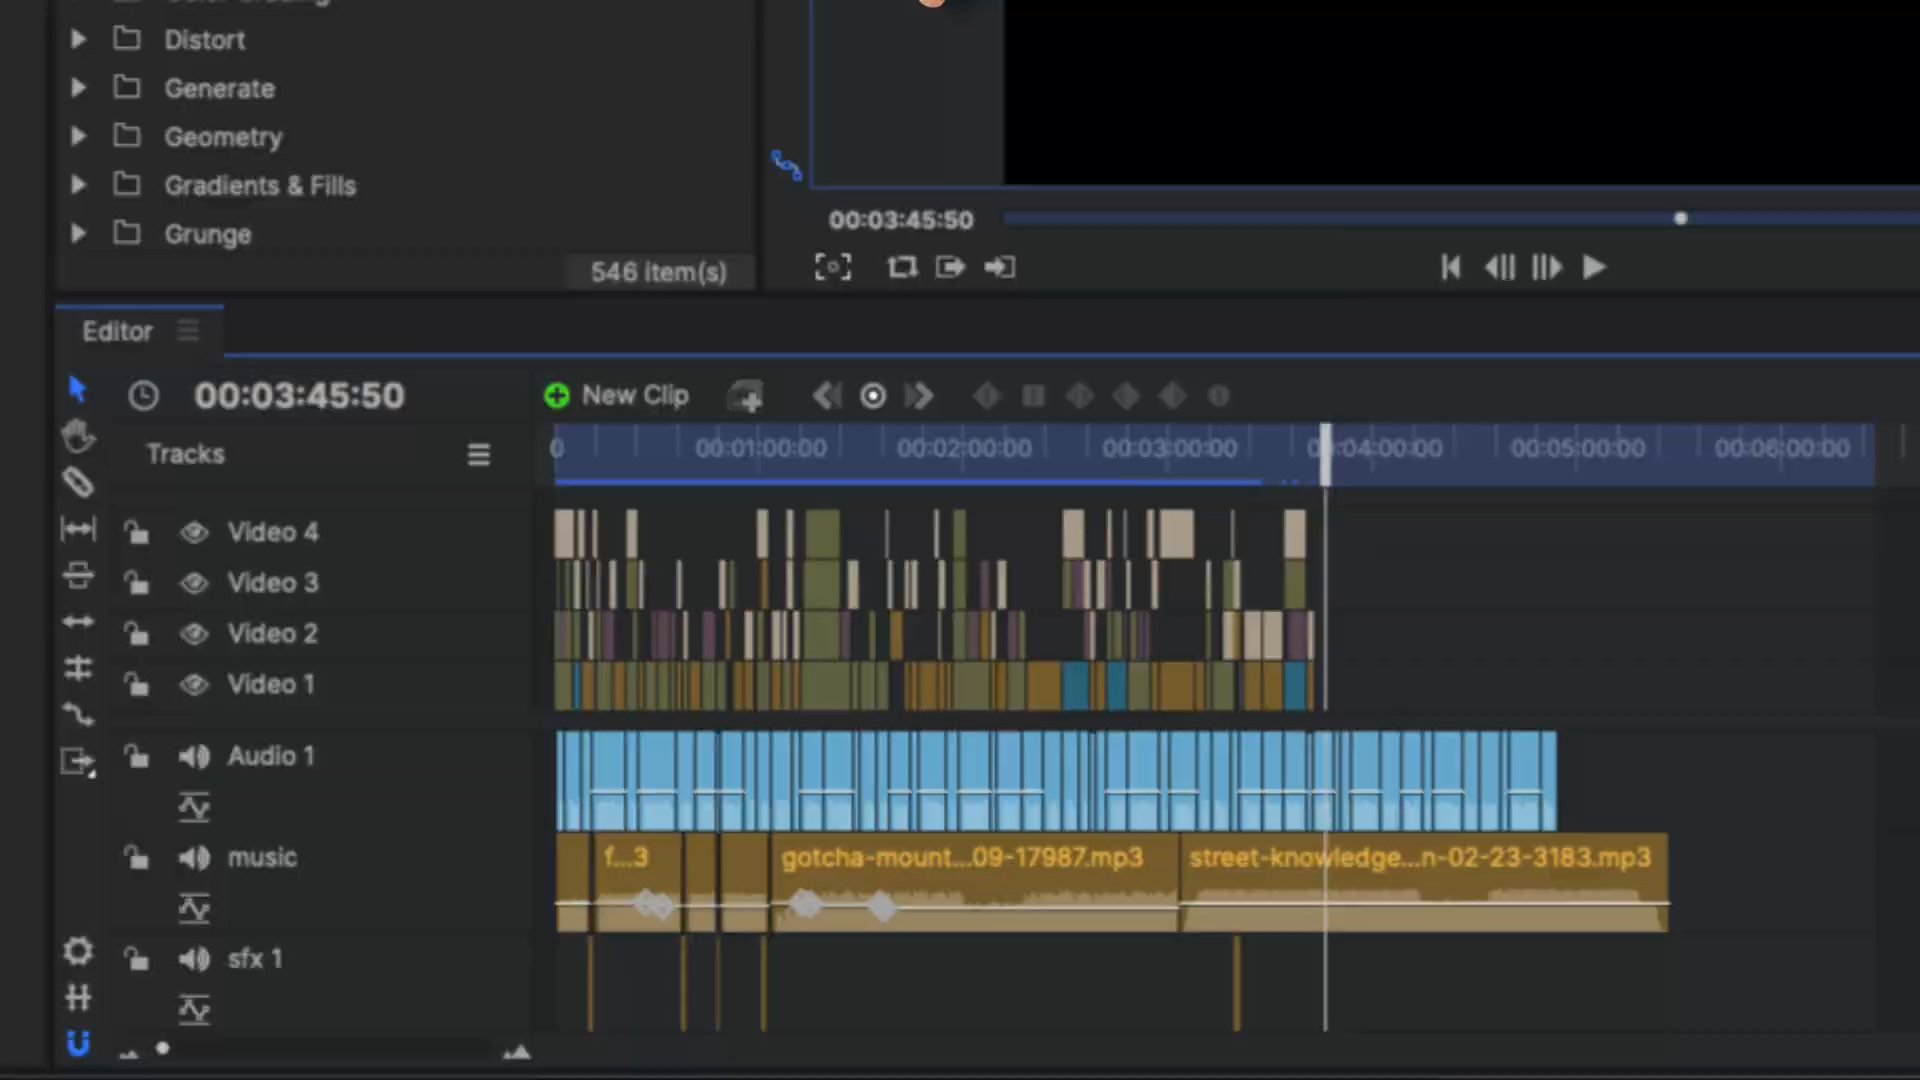 Distort
Generate
Geometry
Gradients & Fills
Grunge
546 item(s)
00:03:45:50
Editor
00:03:45:50
New Clip
Tracks
0 00:01:00:00 00:02:00:00 00:03:00:00 00:04:00:00 00:05:00:00 00:06:00:00
Video 4
Video 3
Video 2
Video 1
Audio 1
music
f...3 gotcha-mount...09-17987.mp3 street-knowledge...n-02-23-3183.mp3
sfx 1